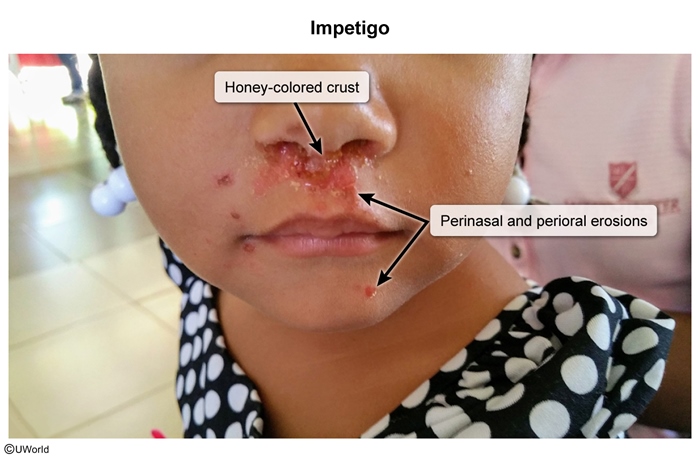 Impetigo
Honey-colored crust
Perinasal and perioral erosions
©UWorld